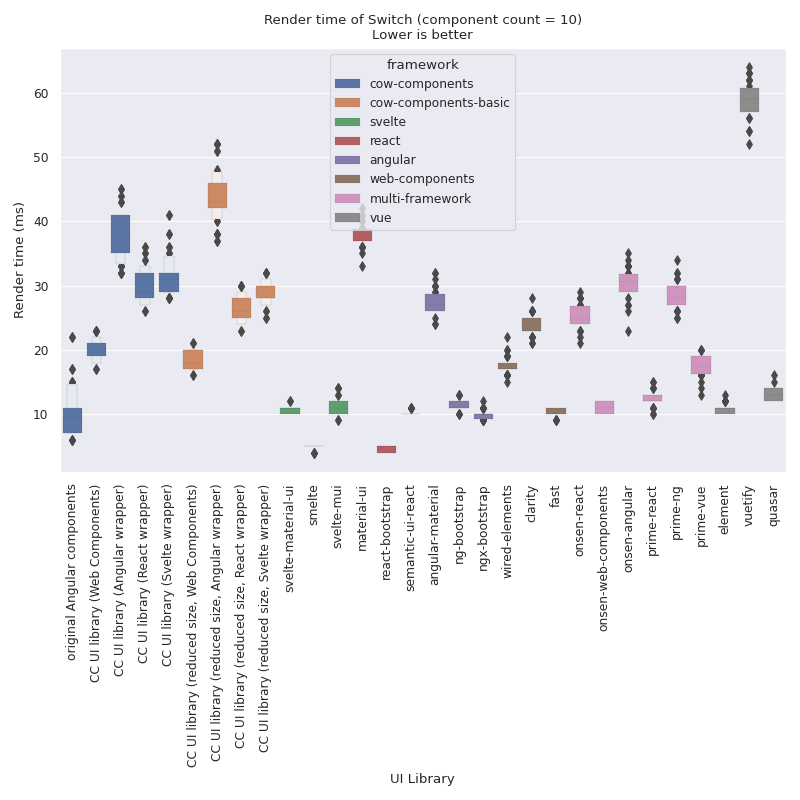 Render time of Switch (component count = 10)
Lower is better
framework
cow-components
cow-components-basic
svelte
react
angular
web-components
multi-framework
vue
Render time (ms)
60
50
40
30
20
10
original Angular components
CC UI library (Web Components)
CC UI library (Angular wrapper)
CC UI library (React wrapper)
CC UI library (Svelte wrapper)
CC UI library (reduced size, Web Components)
CC UI library (reduced size, Angular wrapper)
CC UI library (reduced size, React wrapper)
CC UI library (reduced size, Svelte wrapper)
svelte-material-ui
smelte
svelte-mui
material-ui
react-bootstrap
semantic-ui-react
angular-material
ng-bootstrap
ngx-bootstrap
wired-elements
clarity
fast
onsen-react
onsen-web-components
onsen-angular
prime-react
prime-ng
prime-vue
element
vuetify
quasar
UI Library